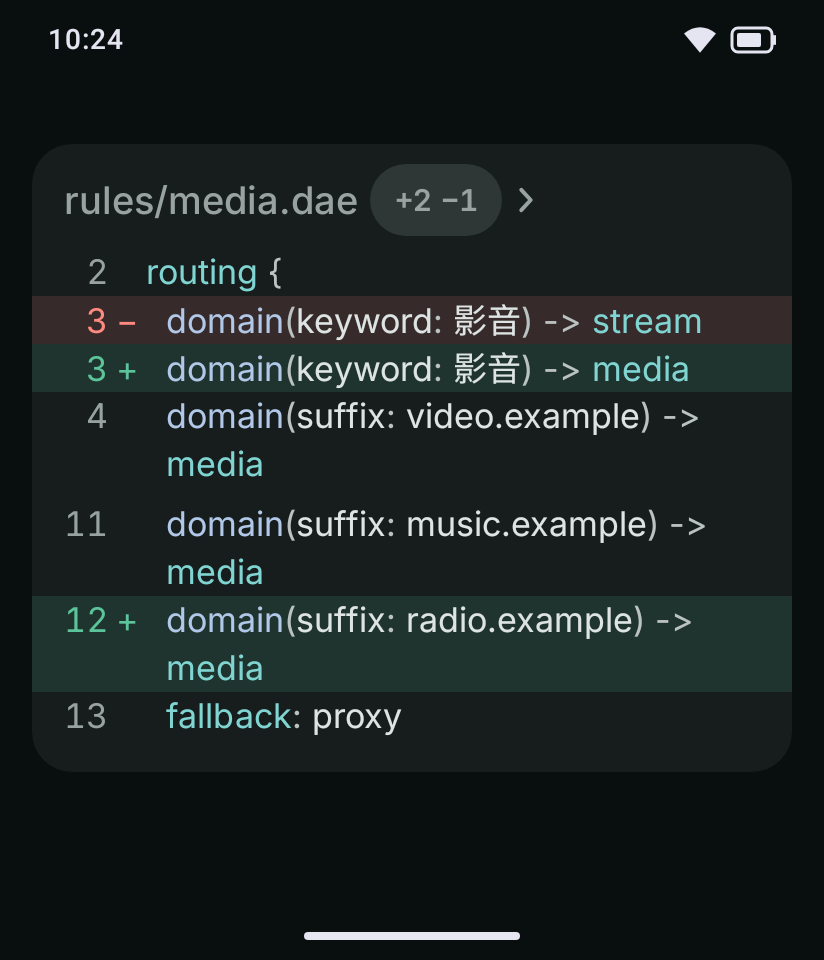 10:24
rules/media.dae +2 −1
2 routing {
3 − domain(keyword: 影音) -> stream
3 + domain(keyword: 影音) -> media
4 domain(suffix: video.example) ->
media
11 domain(suffix: music.example) ->
media
12 + domain(suffix: radio.example) ->
media
13 fallback: proxy